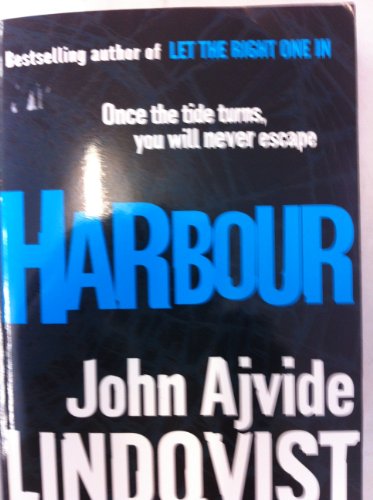 Bestselling author of LET THE RIGHT ONE IN
Once the tide turns,
you will never escape
HARBOUR
John Ajvide
LINDQVIST